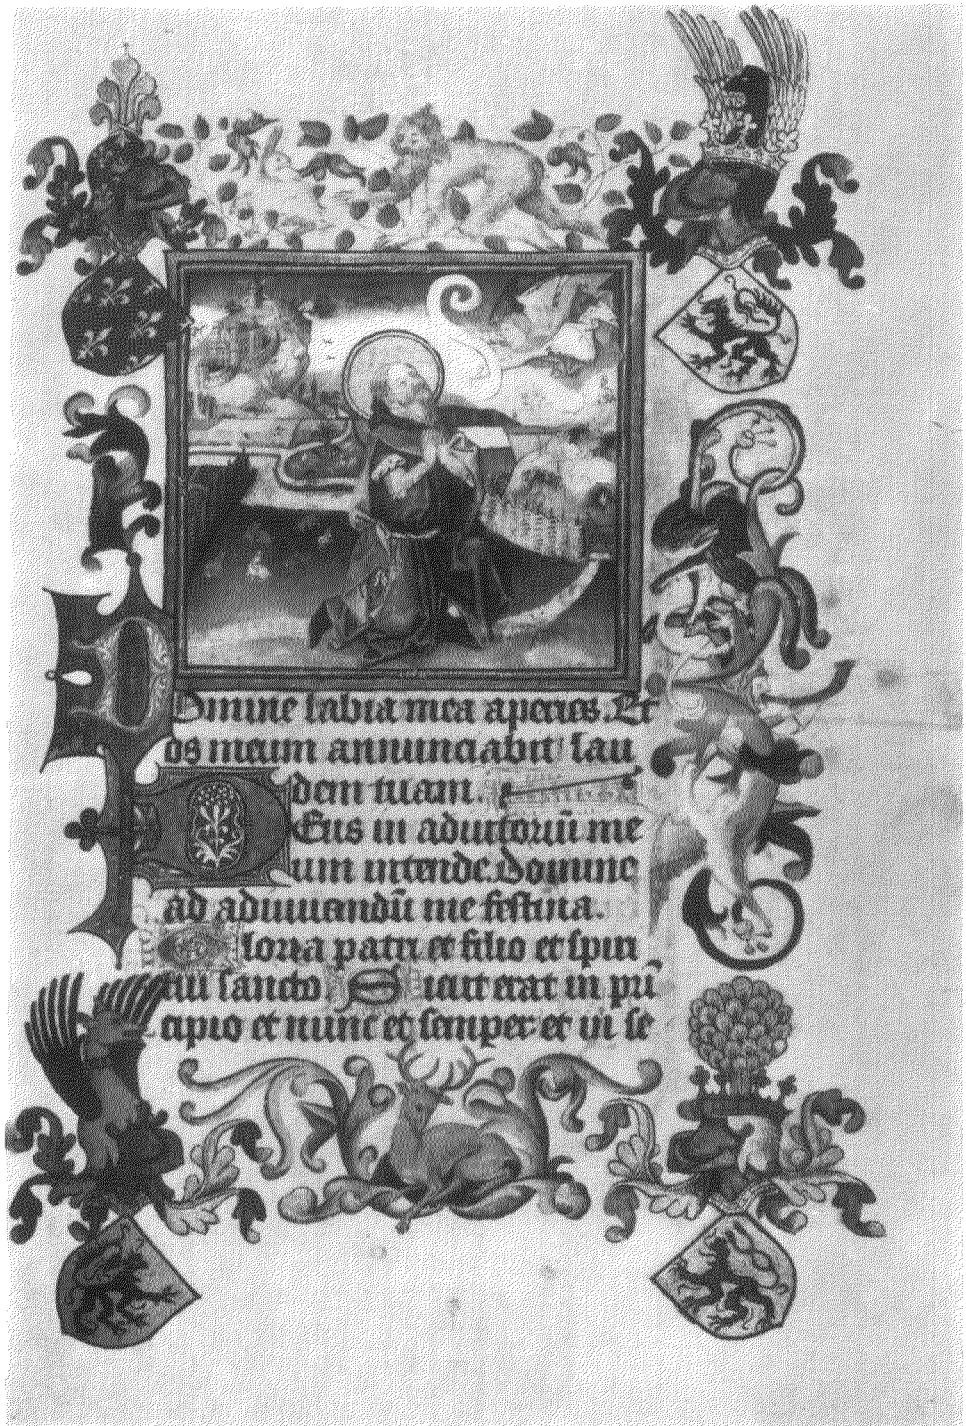 Domine labia mea aperies. Et
os meum annunciabit lau
dem tuam.
Deus in adiutoriū me
um intende. Domine
ad adiuuandū me festina.
Gloria patri et filio et spiri
tui sancto Sicut erat in prī
cipio et nunc et semper et in se